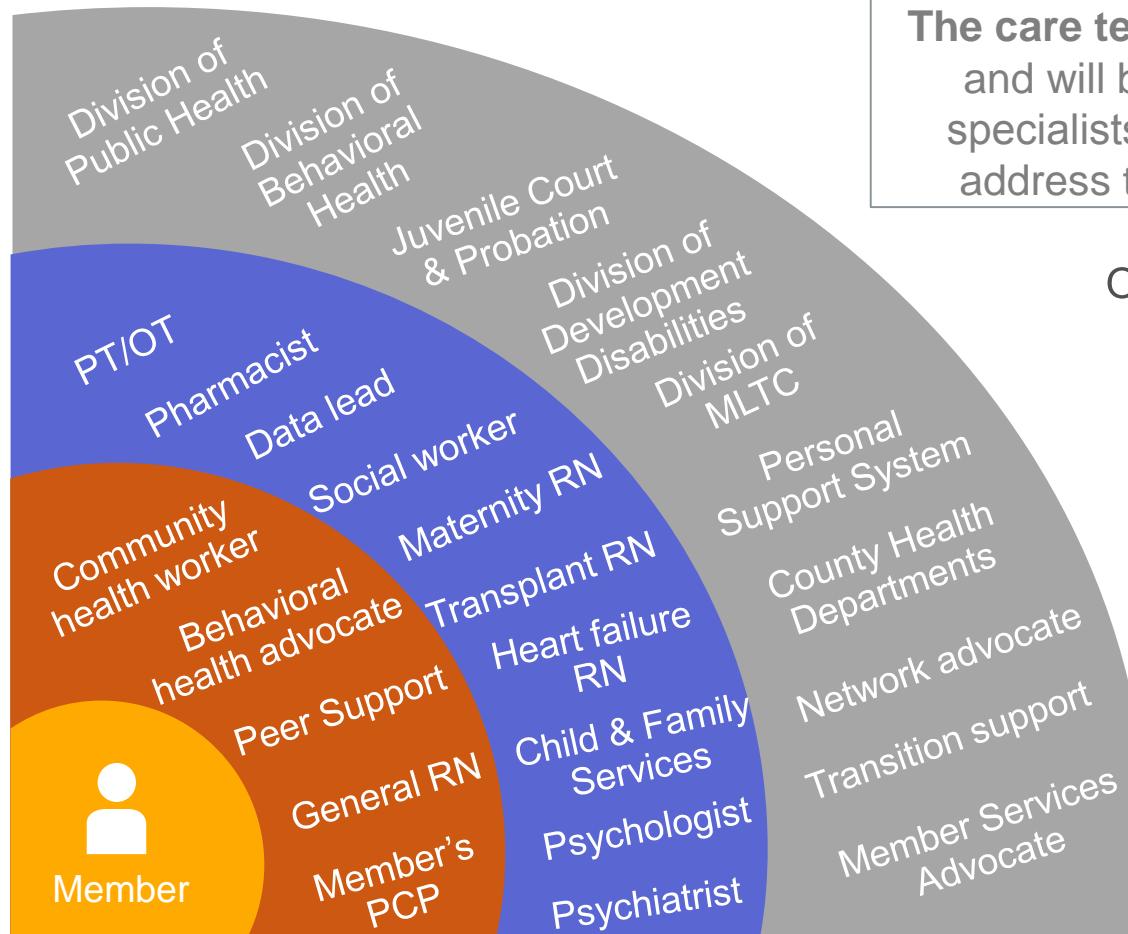 The care te
and will b
specialists
address t
C
Division of
Public Health
Division of
Behavioral
Health
Juvenile Court
& Probation
Division of
Development
Disabilities
Division of
MLTC
Personal
Support System
County Health
Departments
Network advocate
Transition support
Member Services
Advocate
PT/OT
Pharmacist
Data lead
Social worker
Maternity RN
Transplant RN
Heart failure
RN
Child & Family
Services
Psychologist
Psychiatrist
Community
health worker
Behavioral
health advocate
Peer Support
General RN
Member’s
PCP
Member